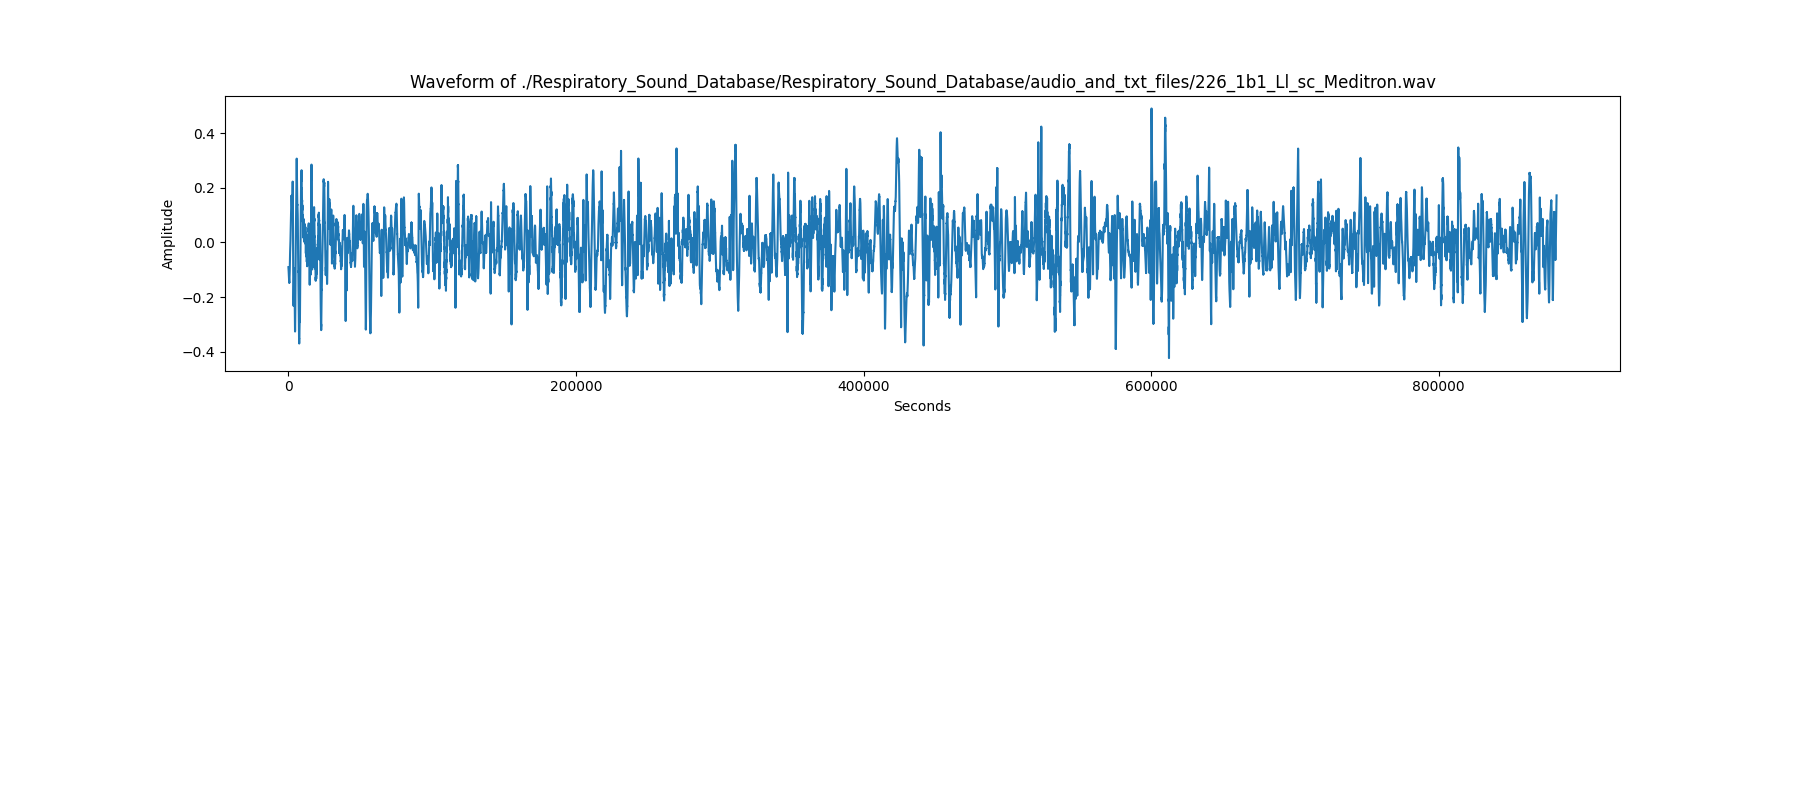 Waveform of ./Respiratory_Sound_Database/Respiratory_Sound_Database/audio_and_txt_files/226_1b1_Ll_sc_Meditron.wav
Amplitude
0.4
0.2
0.0
−0.2
−0.4
0 200000 400000 600000 800000
Seconds